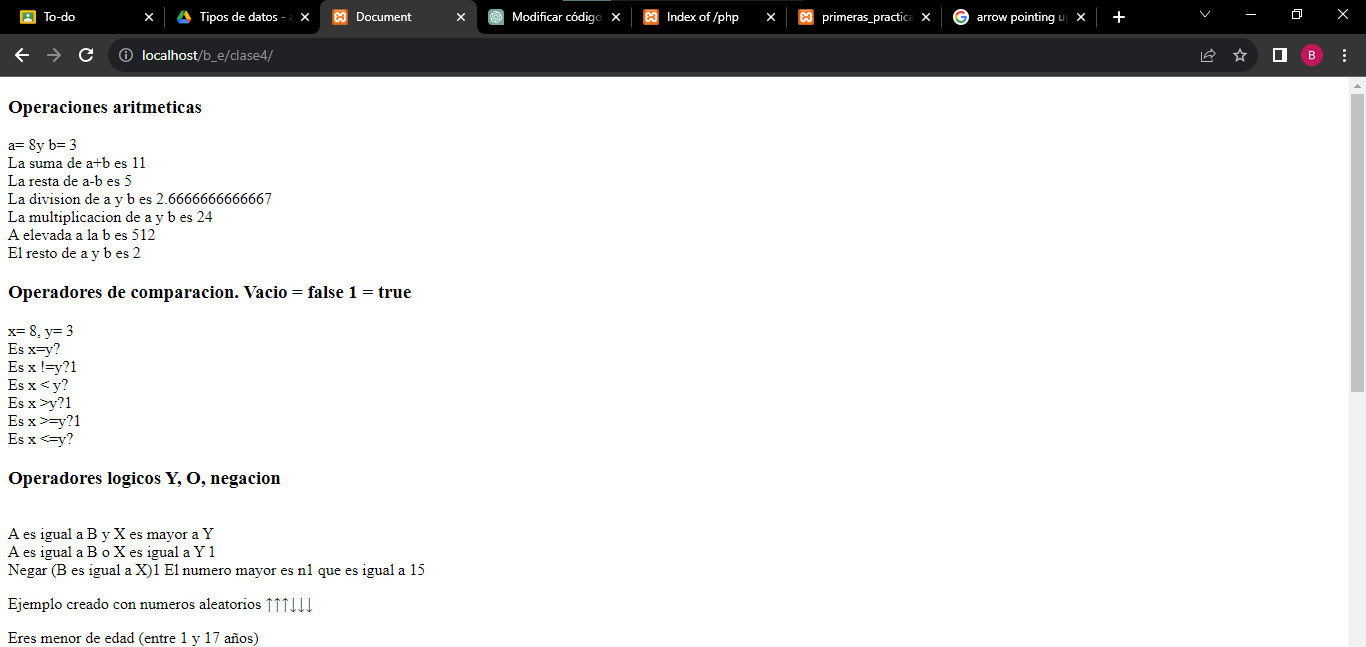 To-do
Tipos de datos - a
Document
Modificar código
Index of /php
primeras_practica
arrow pointing u
localhost/b_e/clase4/
B
Operaciones aritmeticas
a= 8y b= 3
La suma de a+b es 11
La resta de a-b es 5
La division de a y b es 2.6666666666667
La multiplicacion de a y b es 24
A elevada a la b es 512
El resto de a y b es 2
Operadores de comparacion. Vacio = false 1 = true
x= 8, y= 3
Es x=y?
Es x !=y?1
Es x < y?
Es x >y?1
Es x >=y?1
Es x <=y?
Operadores logicos Y, O, negacion
A es igual a B y X es mayor a Y
A es igual a B o X es igual a Y 1
Negar (B es igual a X)1 El numero mayor es n1 que es igual a 15
Ejemplo creado con numeros aleatorios ↑↑↑↓↓↓
Eres menor de edad (entre 1 y 17 años)